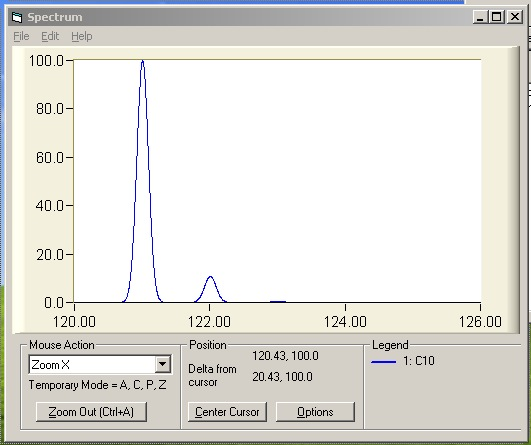 Spectrum
File Edit Help
100.0
80.0
60.0
40.0
20.0
0.0
120.00 122.00 124.00 126.00
Mouse Action
Zoom X
Temporary Mode = A, C, P, Z
Zoom Out (Ctrl+A)
Position
120.43, 100.0
Delta from
cursor
20.43, 100.0
Center Cursor
Options
Legend
1: C10